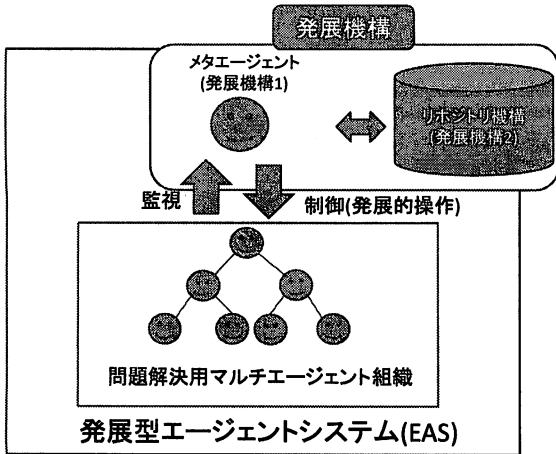 発展機構
メタエージェント
(発展機構1)
リポジトリ機構
(発展機構2)
監視
制御(発展的操作)
問題解決用マルチエージェント組織
発展型エージェントシステム(EAS)